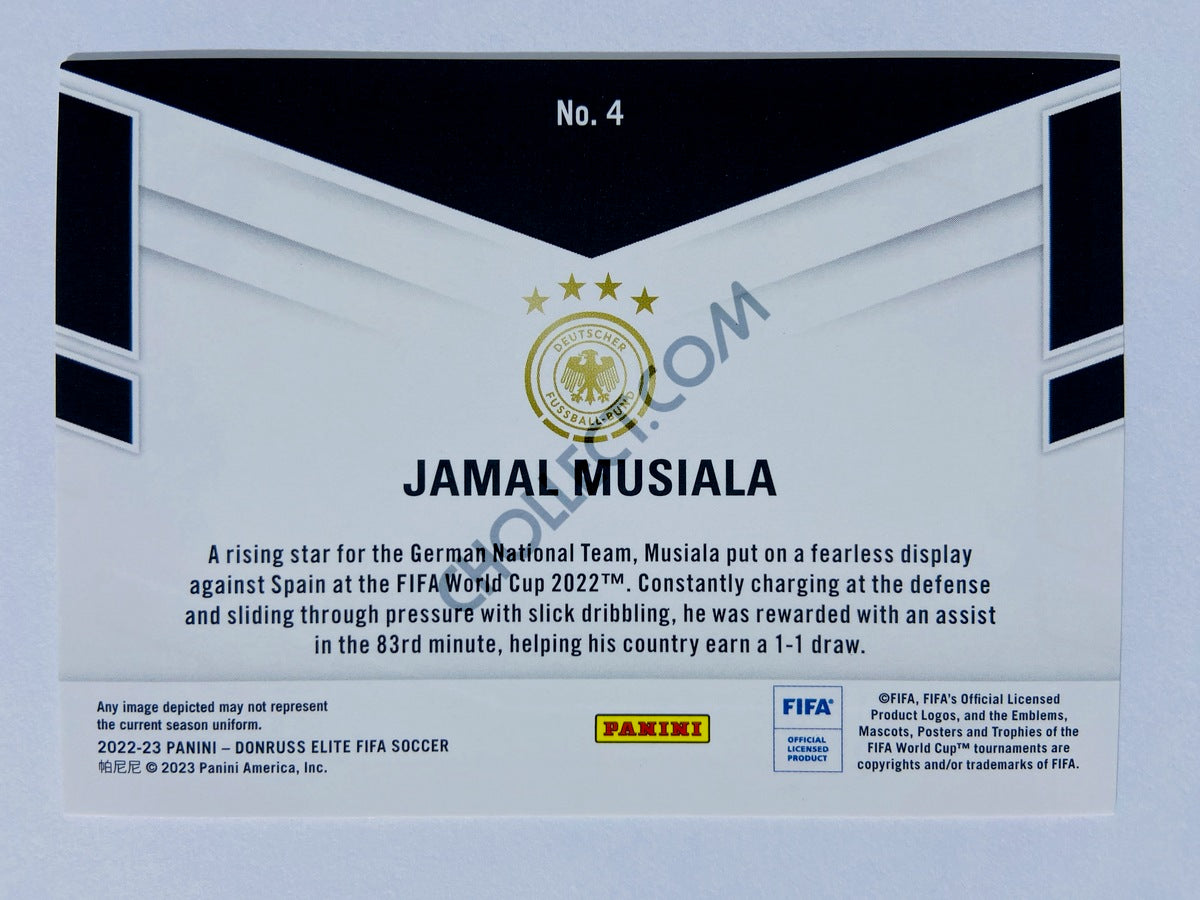 No. 4
DEUTSCHER
FUSSBALL-BUND
JAMAL MUSIALA
A rising star for the German National Team, Musiala put on a fearless display
against Spain at the FIFA World Cup 2022™. Constantly charging at the defense
and sliding through pressure with slick dribbling, he was rewarded with an assist
in the 83rd minute, helping his country earn a 1-1 draw.
CHOLLECT.COM
Any image depicted may not represent
the current season uniform.
2022-23 PANINI – DONRUSS ELITE FIFA SOCCER
帕尼尼 © 2023 Panini America, Inc.
PANINI
FIFA®
OFFICIAL
LICENSED
PRODUCT
©FIFA, FIFA's Official Licensed
Product Logos, and the Emblems,
Mascots, Posters and Trophies of the
FIFA World Cup™ tournaments are
copyrights and/or trademarks of FIFA.